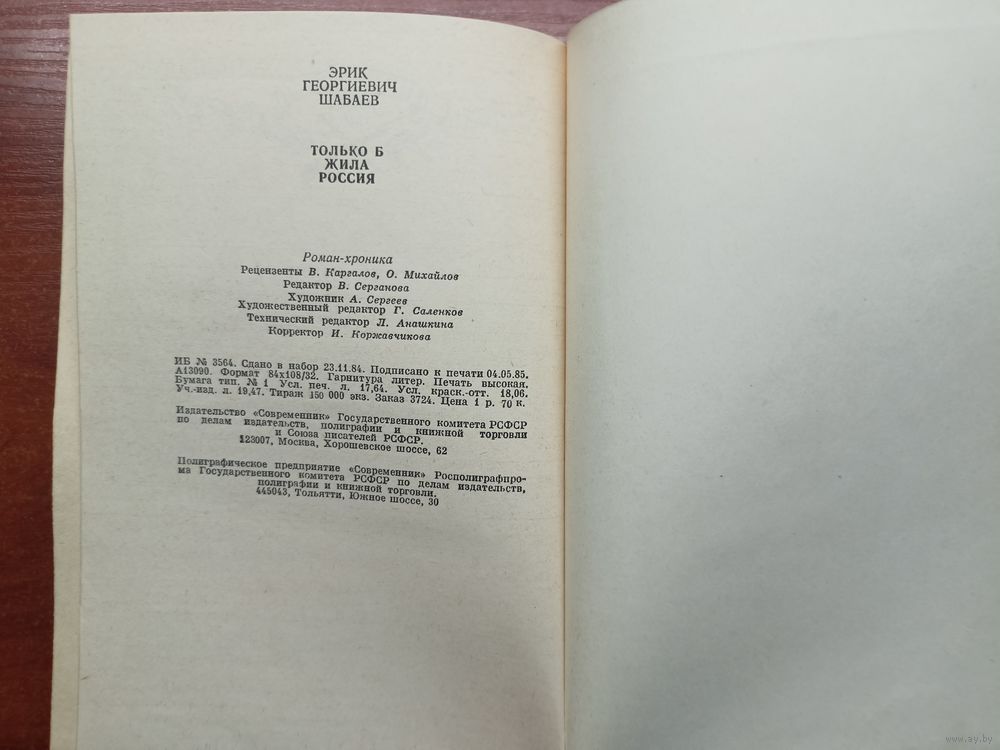 ЭРИК
ГЕОРГИЕВИЧ
ШАБАЕВ
ТОЛЬКО Б
ЖИЛА
РОССИЯ
Роман-хроника
Рецензенты В. Каргалов, О. Михайлов
Редактор В. Серганова
Художник А. Сергеев
Художественный редактор Г. Саленков
Технический редактор Л. Анашкина
Корректор И. Коржавчикова
ИБ № 3564. Сдано в набор 23.11.84. Подписано к печати 04.05.85.
А13090. Формат 84х108/32. Гарнитура литер. Печать высокая.
Бумага тип. № 1 Усл. печ. л. 17,64. Усл. краск.-отт. 18,06.
Уч.-изд. л. 19,47. Тираж 150 000 экз. Заказ 3724. Цена 1 р. 70 к.
Издательство «Современник» Государственного комитета РСФСР
по делам издательств, полиграфии и книжной торговли
и Союза писателей РСФСР.
123007, Москва, Хорошевское шоссе, 62
Полиграфическое предприятие «Современник» Росполиграфпро-
ма Государственного комитета РСФСР по делам издательств,
полиграфии и книжной торговли.
445043, Тольятти, Южное шоссе, 30
www.ay.by